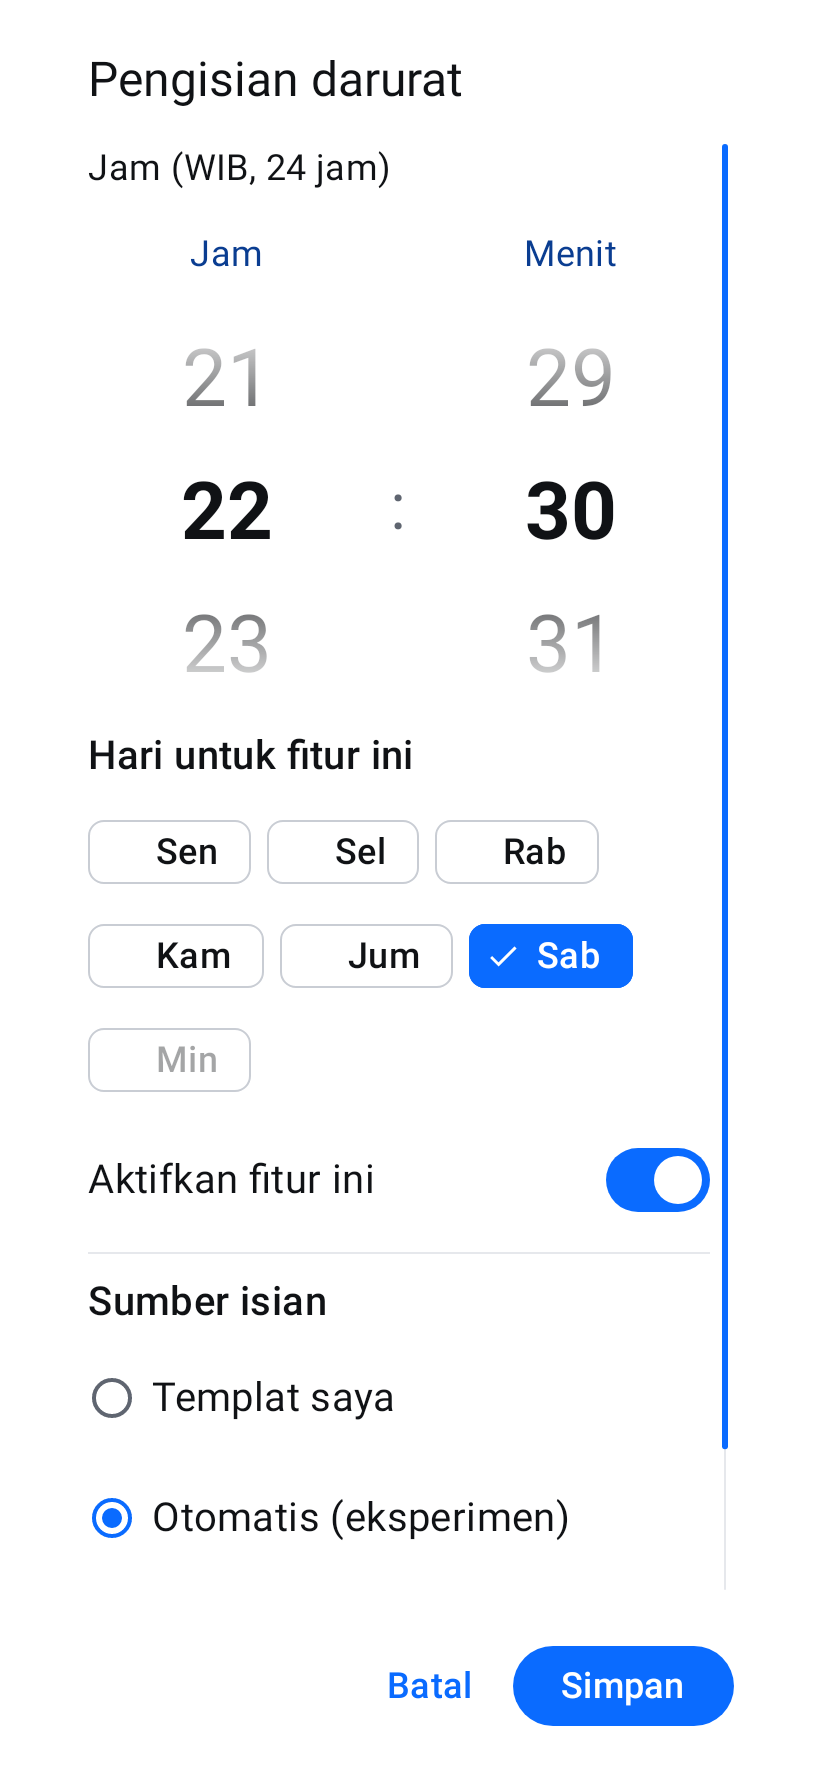 Pengisian darurat
Jam (WIB, 24 jam)
Jam Menit
21 29
22 : 30
23 31
Hari untuk fitur ini
Sen Sel Rab
Kam Jum Sab
Min
Aktifkan fitur ini
Sumber isian
Templat saya
Otomatis (eksperimen)
Batal Simpan